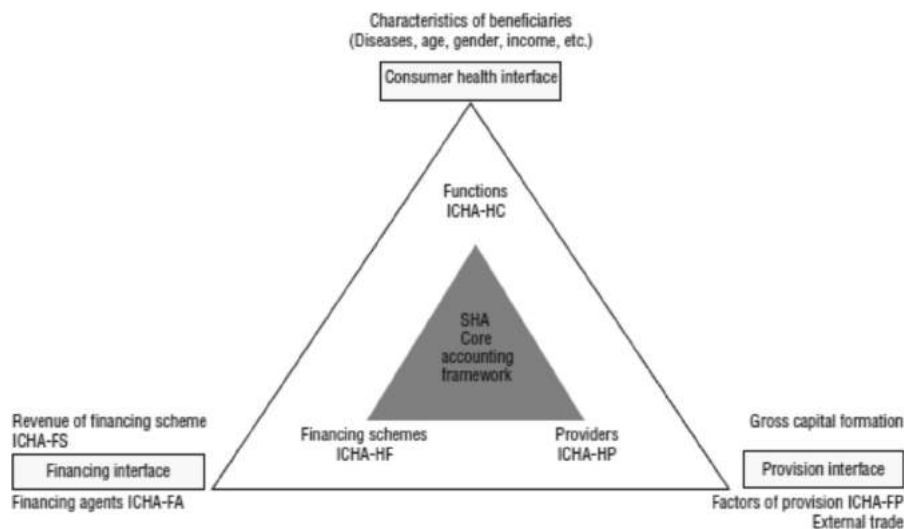 Characteristics of beneficiaries
(Diseases, age, gender, income, etc.)
Consumer health interface
Functions
ICHA-HC
SHA
Core
accounting
framework
Financing schemes
ICHA-HF
Providers
ICHA-HP
Revenue of financing scheme
ICHA-FS
Financing interface
Financing agents ICHA-FA
Gross capital formation
Provision interface
Factors of provision ICHA-FP
External trade